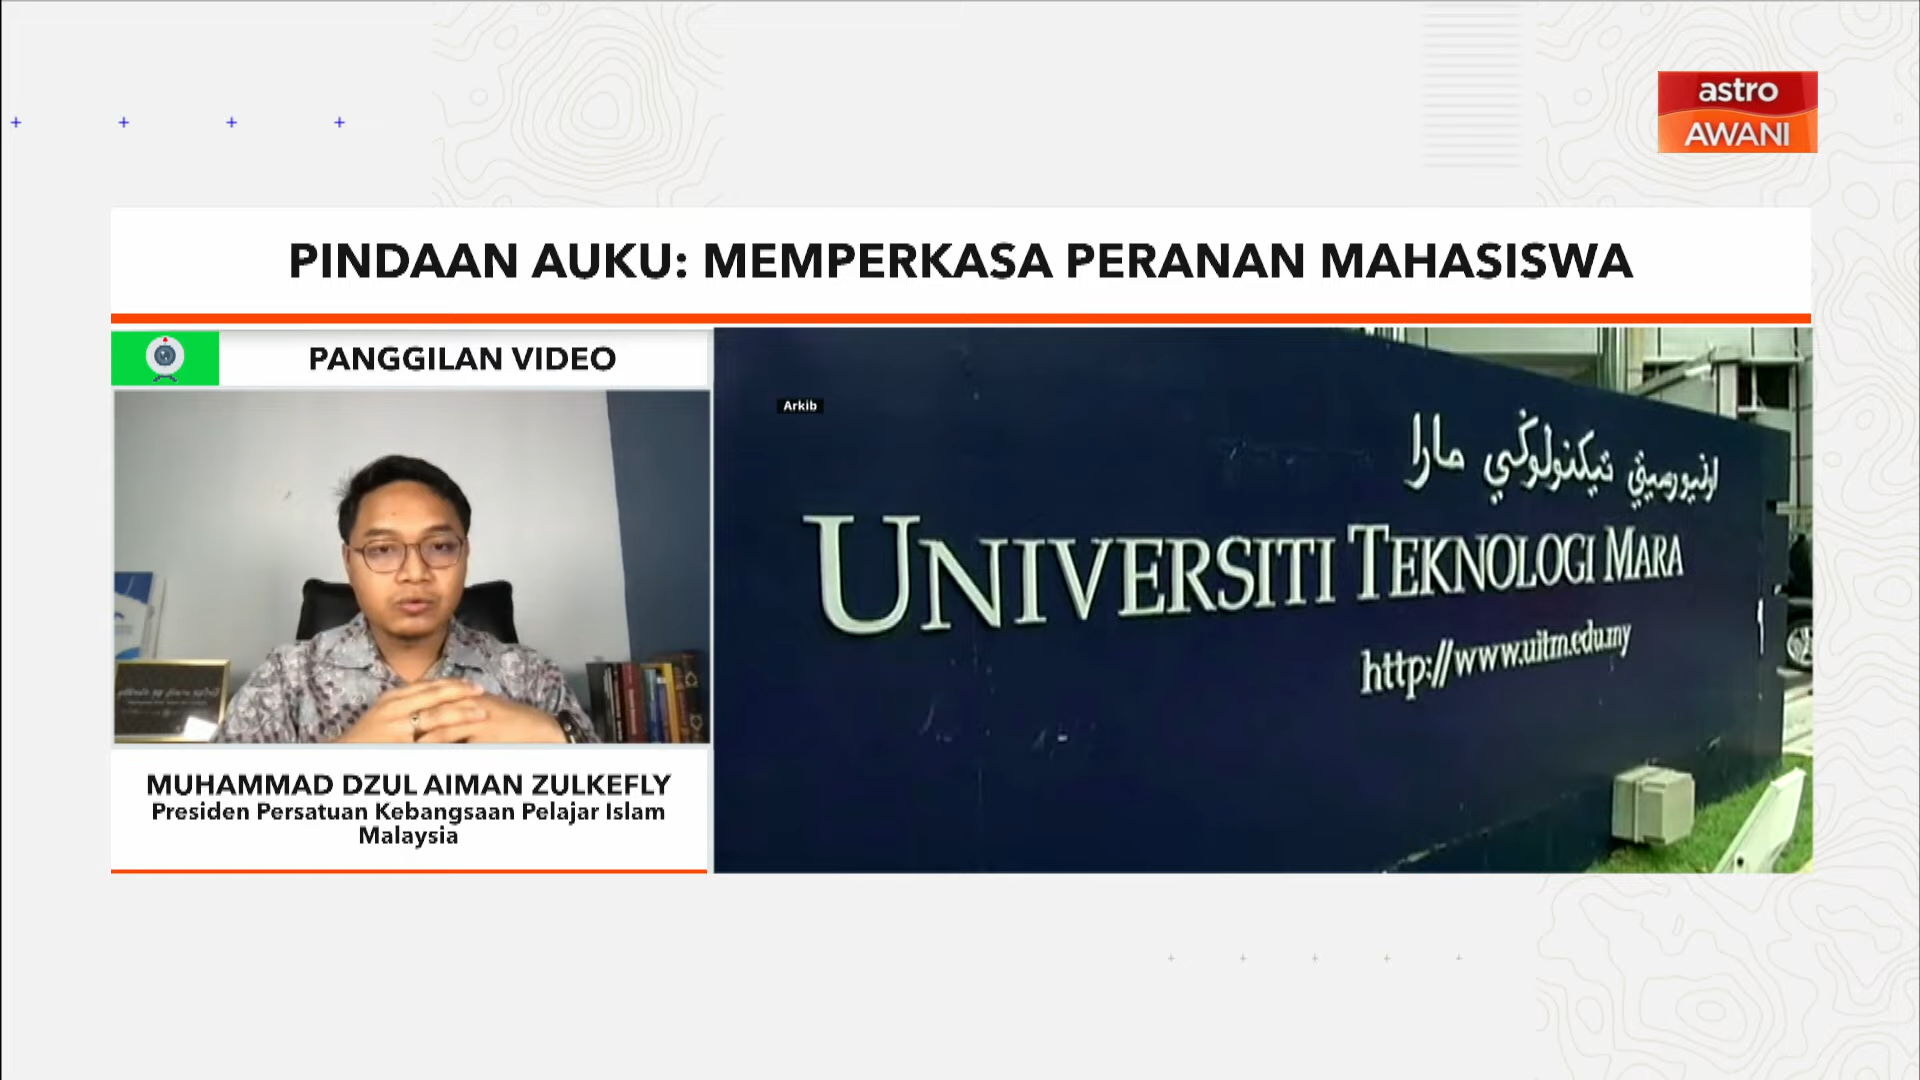 astro
AWANI
PINDAAN AUKU: MEMPERKASA PERANAN MAHASISWA
PANGGILAN VIDEO
Arkib
اونيۏرسيتي تيکنولوݢي مارا
UNIVERSITI TEKNOLOGI MARA
http://www.uitm.edu.my
MUHAMMAD DZUL AIMAN ZULKEFLY
Presiden Persatuan Kebangsaan Pelajar Islam
Malaysia